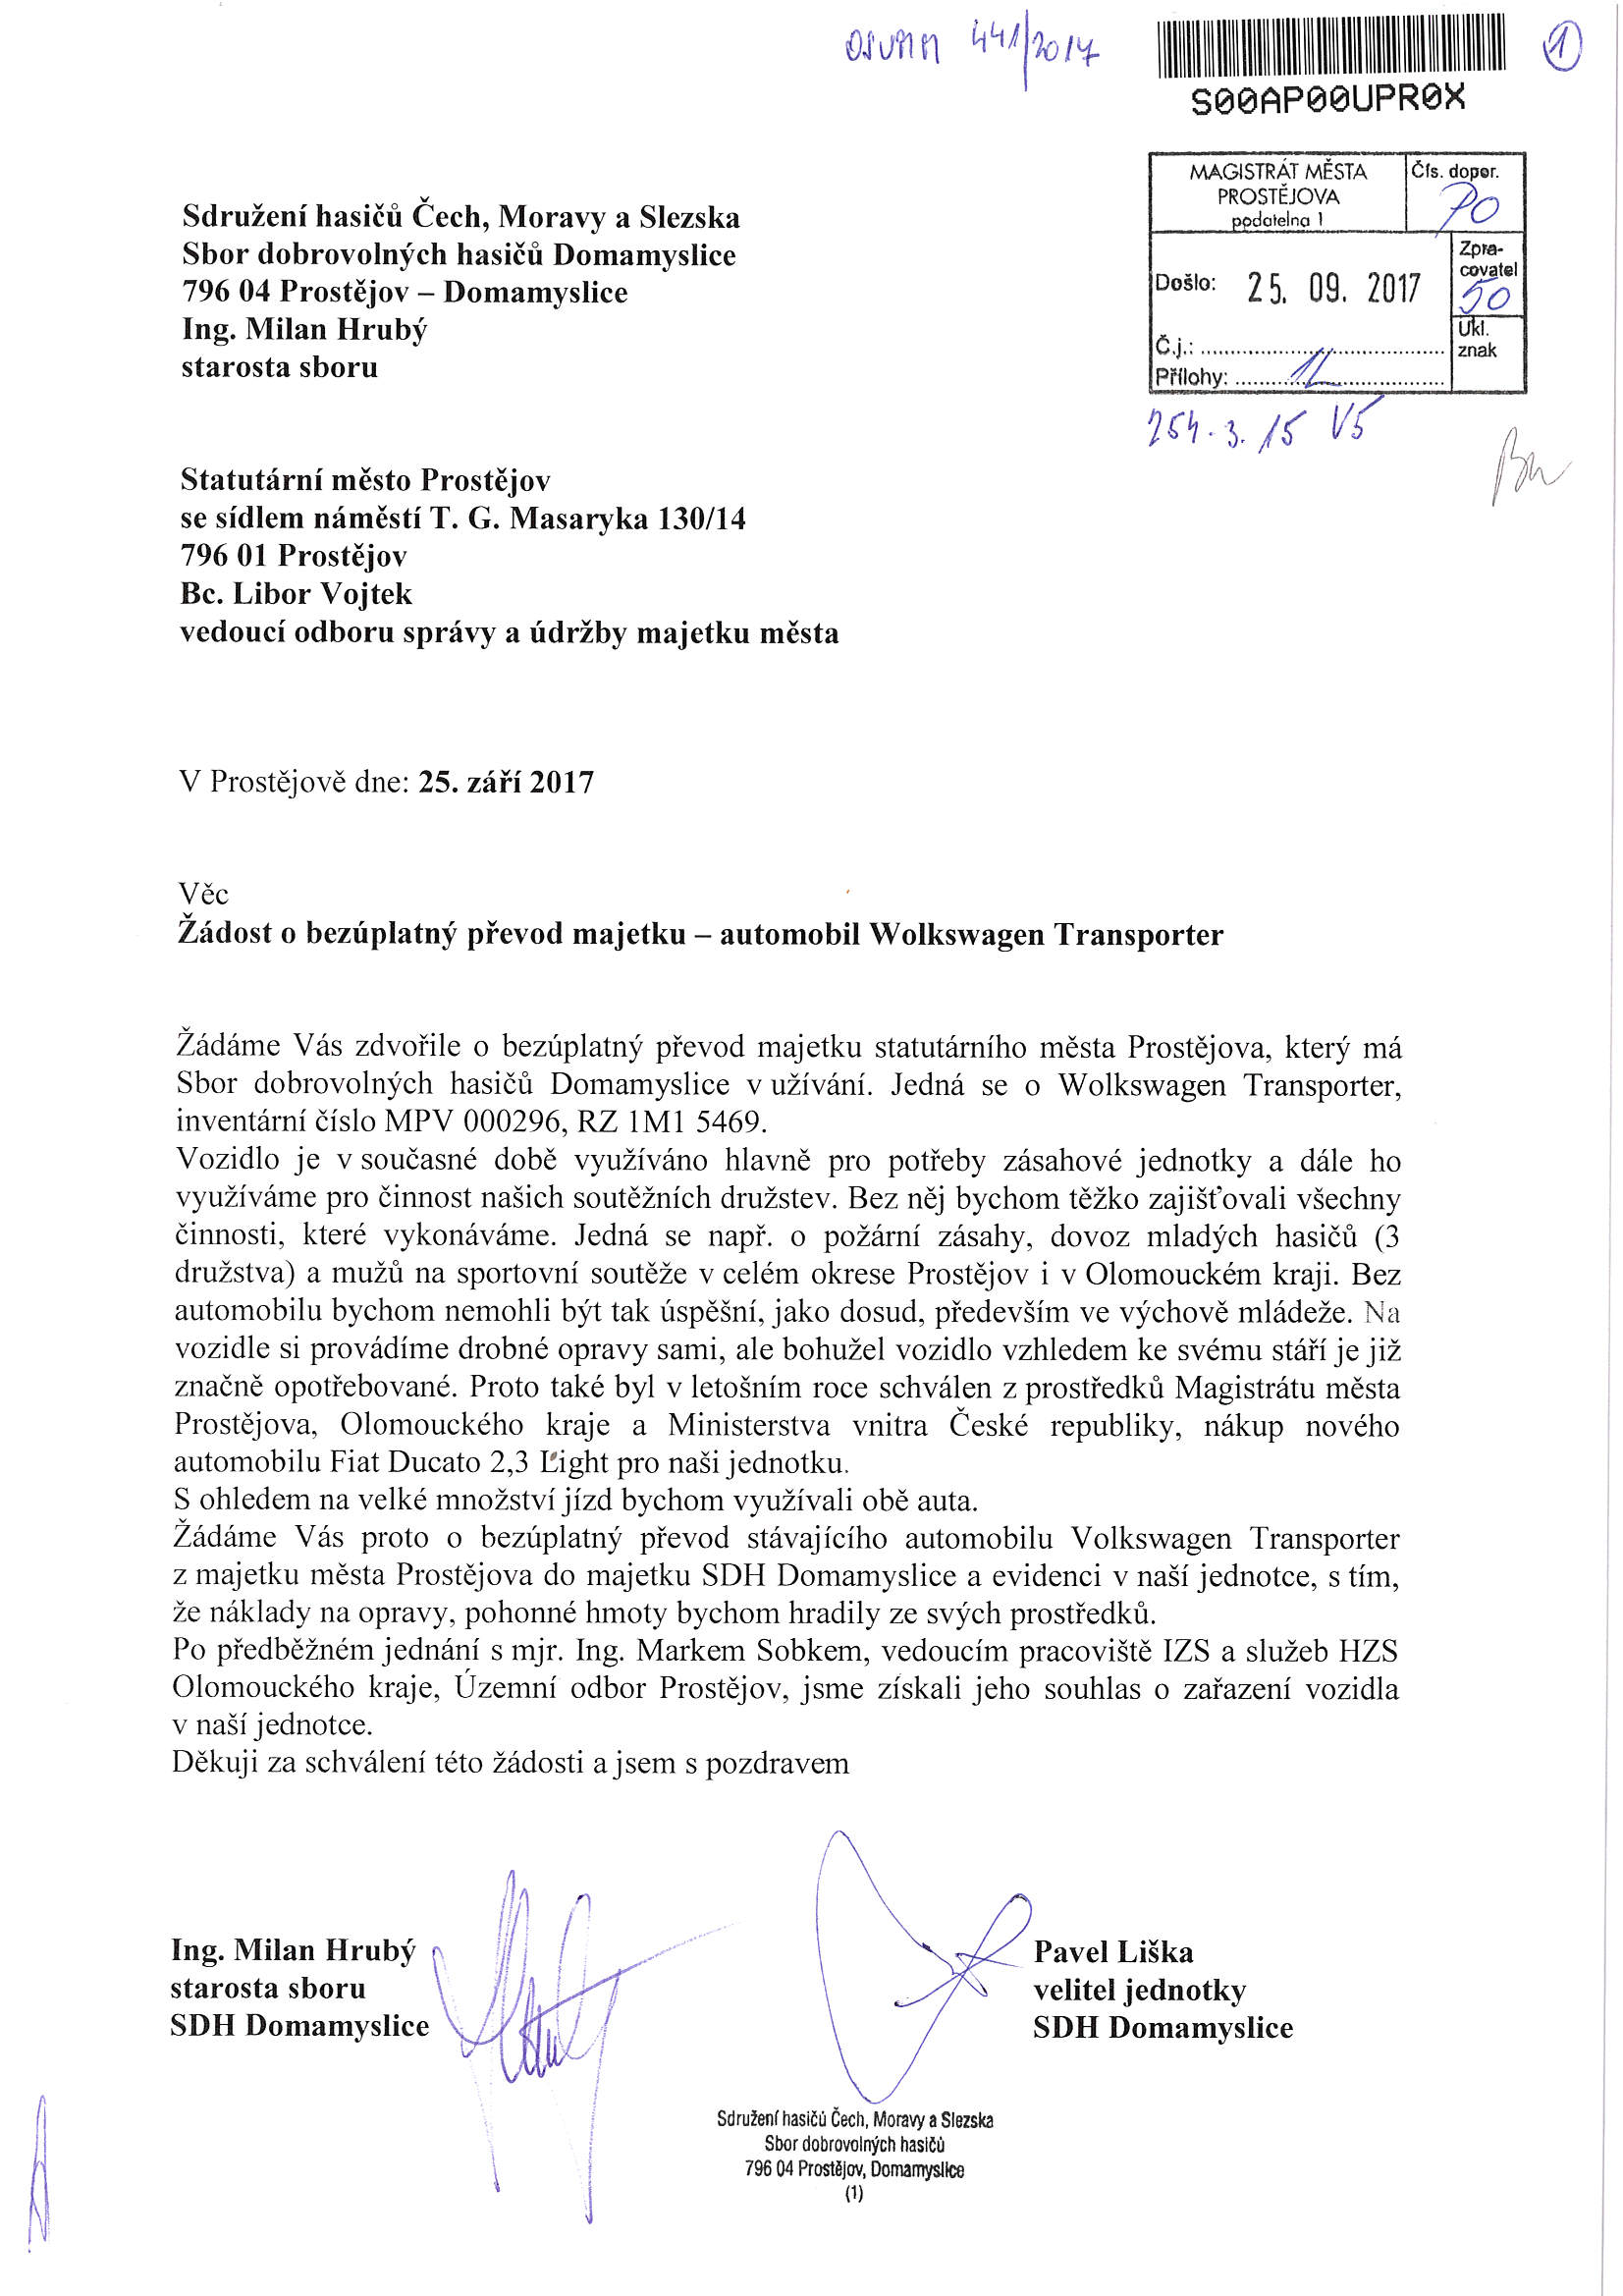 OSUMM 441/2017
1
S00AP00UPR0X
MAGISTRÁT MĚSTA
PROSTĚJOVA
podatelna 1
Čís. dopor.
PO
Došlo: 25. 09. 2017
Zpra-
covatel
50
Č.j.:
Ukl.
znak
Přílohy: 1L
254.3. 15 V5
Sdružení hasičů Čech, Moravy a Slezska
Sbor dobrovolných hasičů Domamyslice
796 04 Prostějov – Domamyslice
Ing. Milan Hrubý
starosta sboru
Statutární město Prostějov
se sídlem náměstí T. G. Masaryka 130/14
796 01 Prostějov
Bc. Libor Vojtek
vedoucí odboru správy a údržby majetku města
V Prostějově dne: 25. září 2017
Věc
Žádost o bezúplatný převod majetku – automobil Wolkswagen Transporter
Žádáme Vás zdvořile o bezúplatný převod majetku statutárního města Prostějova, který má
Sbor dobrovolných hasičů Domamyslice v užívání. Jedná se o Wolkswagen Transporter,
inventární číslo MPV 000296, RZ 1M1 5469.
Vozidlo je v současné době využíváno hlavně pro potřeby zásahové jednotky a dále ho
využíváme pro činnost našich soutěžních družstev. Bez něj bychom těžko zajišťovali všechny
činnosti, které vykonáváme. Jedná se např. o požární zásahy, dovoz mladých hasičů (3
družstva) a mužů na sportovní soutěže v celém okrese Prostějov i v Olomouckém kraji. Bez
automobilu bychom nemohli být tak úspěšní, jako dosud, především ve výchově mládeže. Na
vozidle si provádíme drobné opravy sami, ale bohužel vozidlo vzhledem ke svému stáří je již
značně opotřebované. Proto také byl v letošním roce schválen z prostředků Magistrátu města
Prostějova, Olomouckého kraje a Ministerstva vnitra České republiky, nákup nového
automobilu Fiat Ducato 2,3 Light pro naši jednotku.
S ohledem na velké množství jízd bychom využívali obě auta.
Žádáme Vás proto o bezúplatný převod stávajícího automobilu Volkswagen Transporter
z majetku města Prostějova do majetku SDH Domamyslice a evidenci v naší jednotce, s tím,
že náklady na opravy, pohonné hmoty bychom hradily ze svých prostředků.
Po předběžném jednání s mjr. Ing. Markem Sobkem, vedoucím pracoviště IZS a služeb HZS
Olomouckého kraje, Územní odbor Prostějov, jsme získali jeho souhlas o zařazení vozidla
v naší jednotce.
Děkuji za schválení této žádosti a jsem s pozdravem
Ing. Milan Hrubý
starosta sboru
SDH Domamyslice
Pavel Liška
velitel jednotky
SDH Domamyslice
Sdružení hasičů Čech, Moravy a Slezska
Sbor dobrovolných hasičů
796 04 Prostějov, Domamyslice
(1)